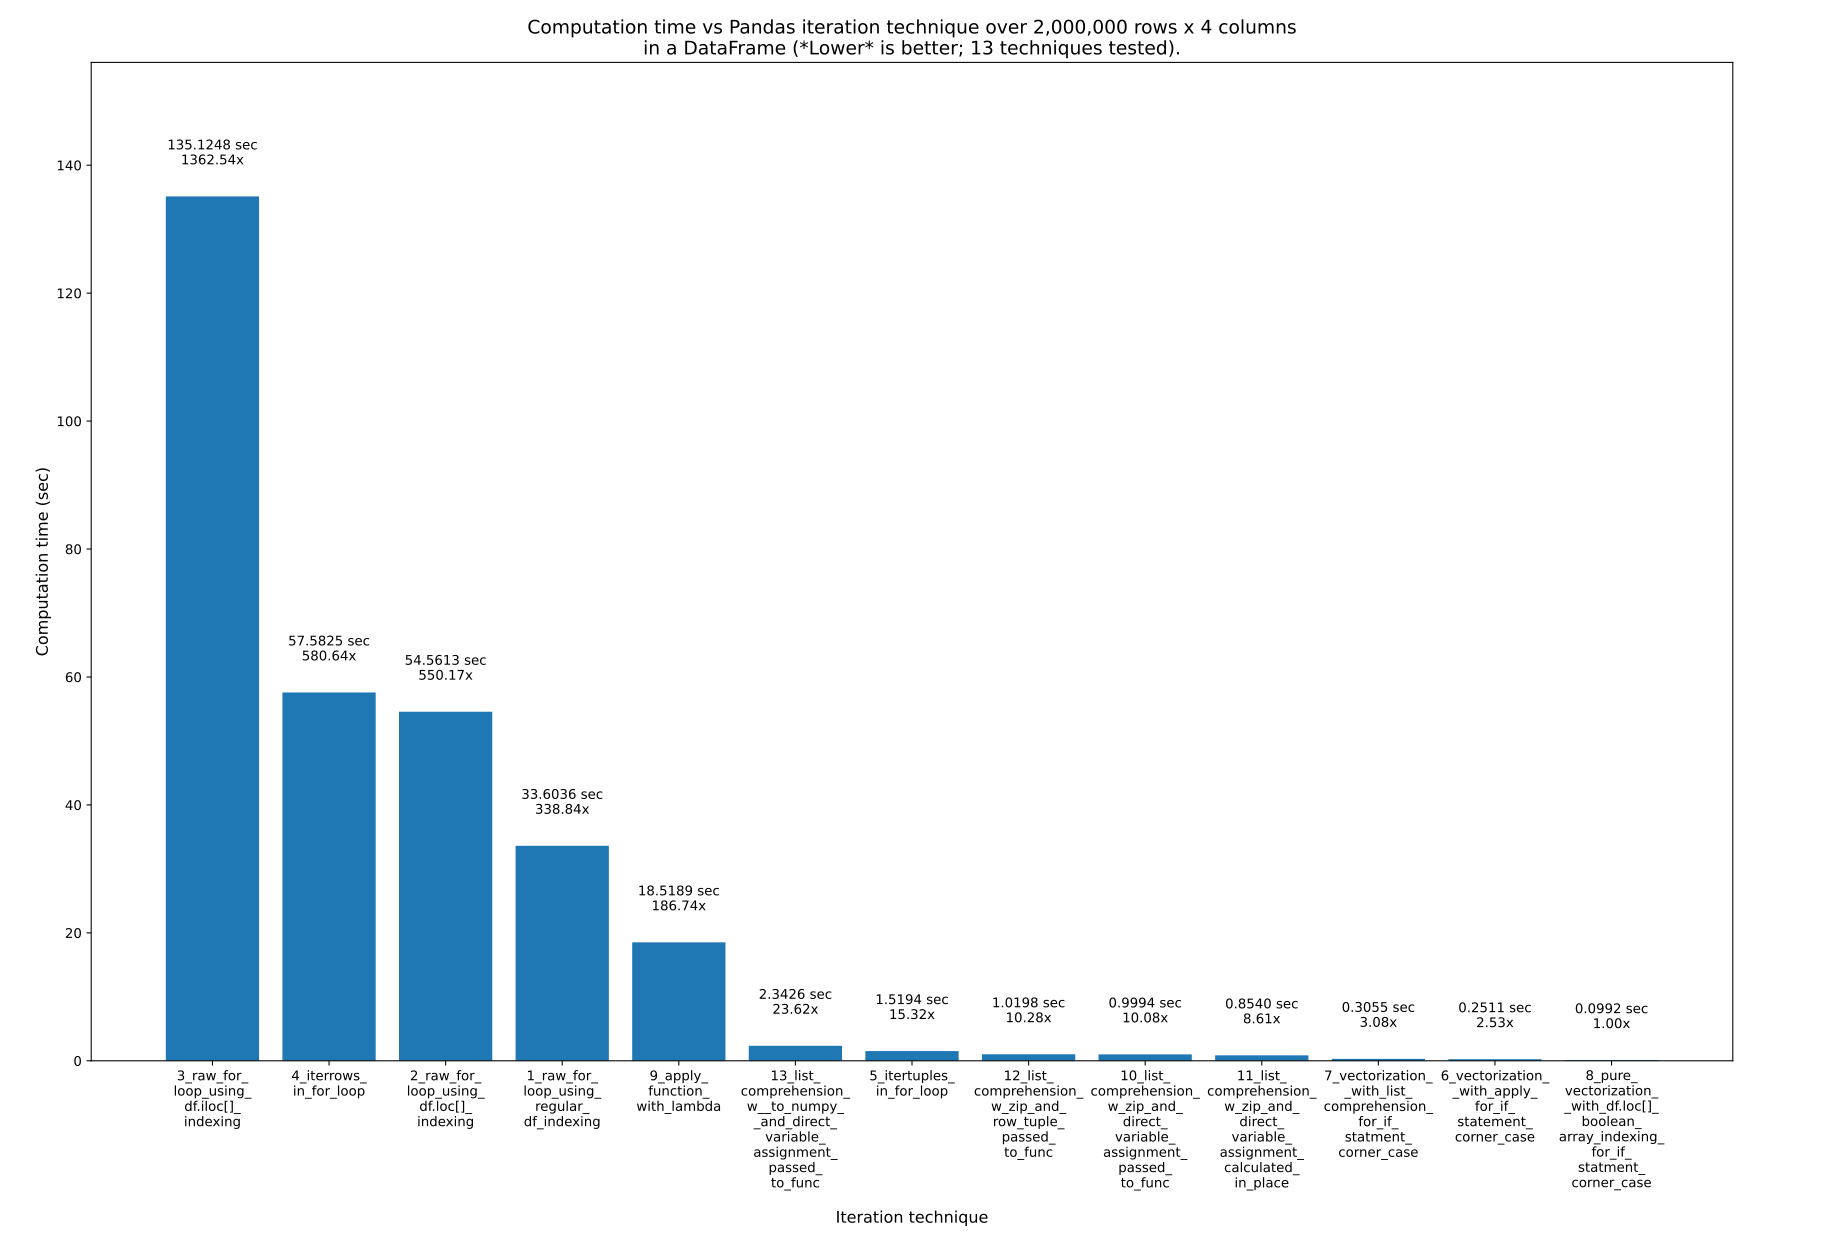 Computation time vs Pandas iteration technique over 2,000,000 rows x 4 columns
in a DataFrame (*Lower* is better; 13 techniques tested).
Computation time (sec)
140
120
100
80
60
40
20
0
135.1248 sec
1362.54x
57.5825 sec
580.64x
54.5613 sec
550.17x
33.6036 sec
338.84x
18.5189 sec
186.74x
2.3426 sec
23.62x
1.5194 sec
15.32x
1.0198 sec
10.28x
0.9994 sec
10.08x
0.8540 sec
8.61x
0.3055 sec
3.08x
0.2511 sec
2.53x
0.0992 sec
1.00x
3_raw_for_
loop_using_
df.iloc[]_
indexing
4_iterrows_
in_for_loop
2_raw_for_
loop_using_
df.loc[]_
indexing
1_raw_for_
loop_using_
regular_
df_indexing
9_apply_
function_
with_lambda
13_list_
comprehension_
w__to_numpy_
_and_direct_
variable_
assignment_
passed_
to_func
5_itertuples_
in_for_loop
12_list_
comprehension_
w_zip_and_
row_tuple_
passed_
to_func
10_list_
comprehension_
w_zip_and_
direct_
variable_
assignment_
passed_
to_func
11_list_
comprehension_
w_zip_and_
direct_
variable_
assignment_
calculated_
in_place
7_vectorization_
_with_list_
comprehension_
for_if_
statment_
corner_case
6_vectorization_
_with_apply_
for_if_
statement_
corner_case
8_pure_
vectorization_
_with_df.loc[]_
boolean_
array_indexing_
for_if_
statment_
corner_case
Iteration technique